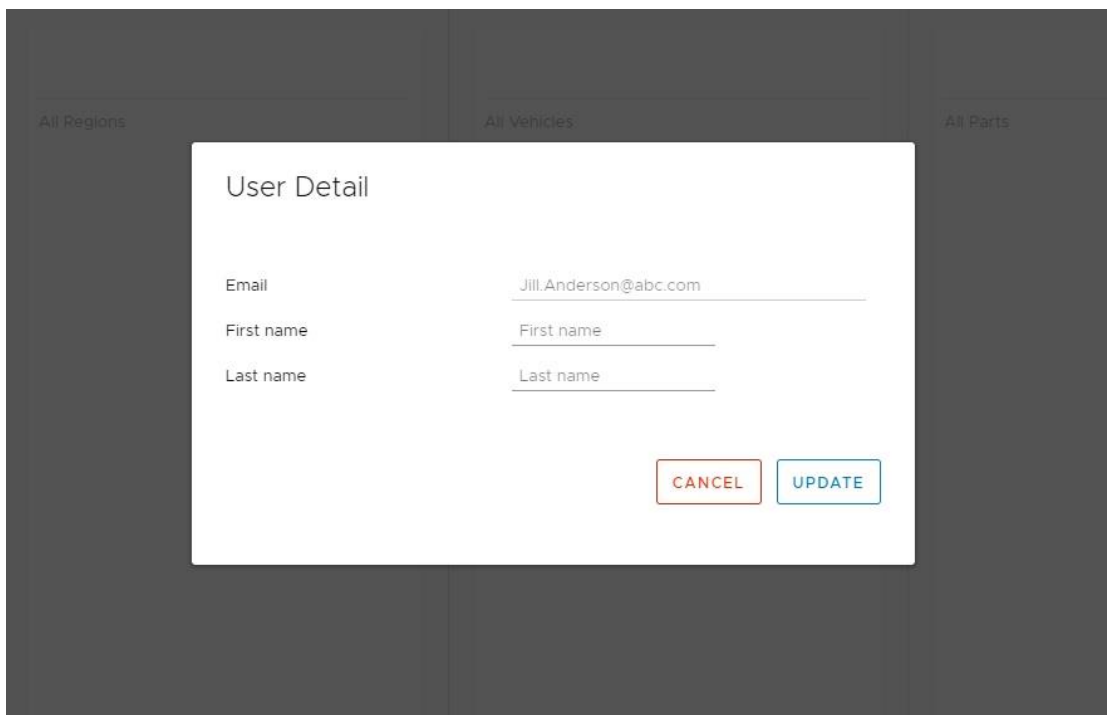 All Regions All Vehicles All Parts
User Detail
Email Jill.Anderson@abc.com
First name First name
Last name Last name
CANCEL UPDATE